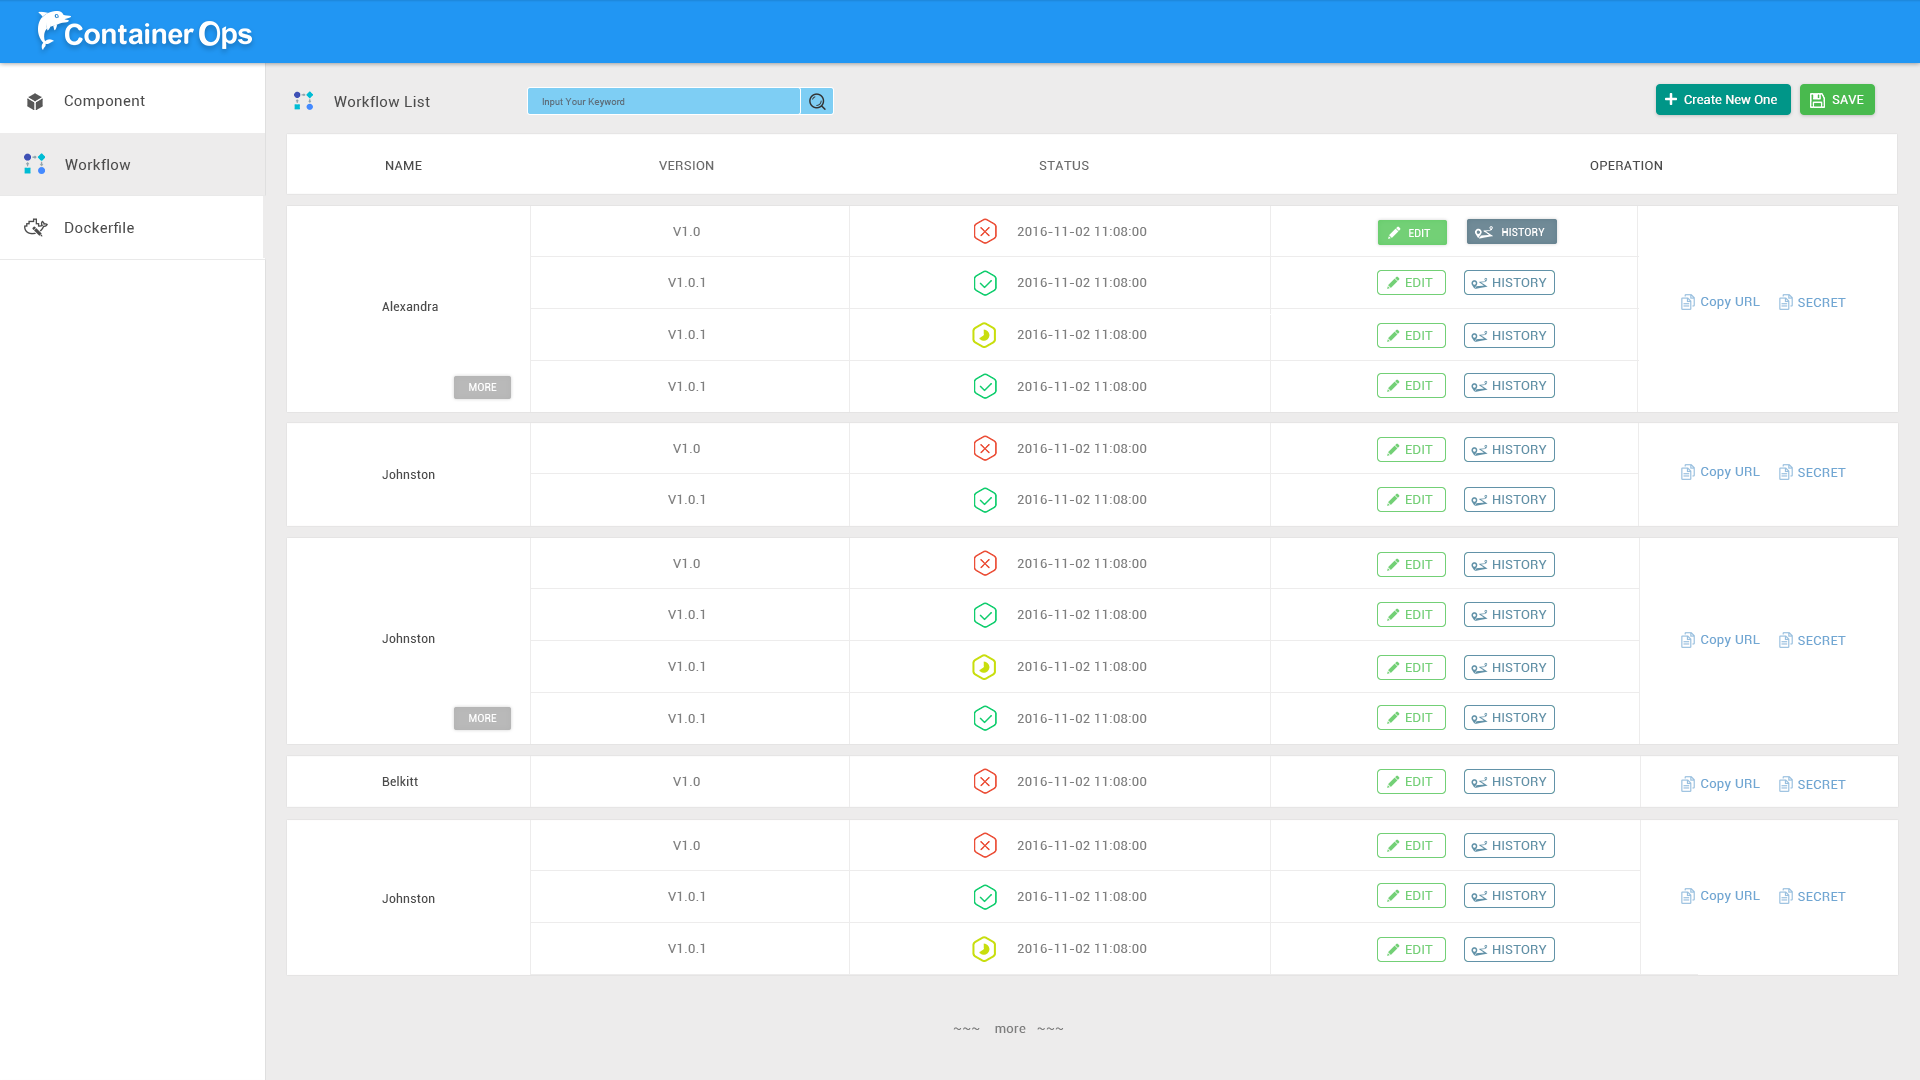 Container Ops
Component
Workflow
Dockerfile
Workflow List
Input Your Keyword
Create New One
SAVE
NAME VERSION STATUS OPERATION
V1.0 2016-11-02 11:08:00 EDIT HISTORY
V1.0.1 2016-11-02 11:08:00 EDIT HISTORY
Alexandra Copy URL SECRET
V1.0.1 2016-11-02 11:08:00 EDIT HISTORY
MORE V1.0.1 2016-11-02 11:08:00 EDIT HISTORY
V1.0 2016-11-02 11:08:00 EDIT HISTORY
Johnston Copy URL SECRET
V1.0.1 2016-11-02 11:08:00 EDIT HISTORY
V1.0 2016-11-02 11:08:00 EDIT HISTORY
V1.0.1 2016-11-02 11:08:00 EDIT HISTORY
Johnston Copy URL SECRET
V1.0.1 2016-11-02 11:08:00 EDIT HISTORY
MORE V1.0.1 2016-11-02 11:08:00 EDIT HISTORY
Belkitt V1.0 2016-11-02 11:08:00 EDIT HISTORY Copy URL SECRET
V1.0 2016-11-02 11:08:00 EDIT HISTORY
Johnston V1.0.1 2016-11-02 11:08:00 EDIT HISTORY Copy URL SECRET
V1.0.1 2016-11-02 11:08:00 EDIT HISTORY
~~~ more ~~~